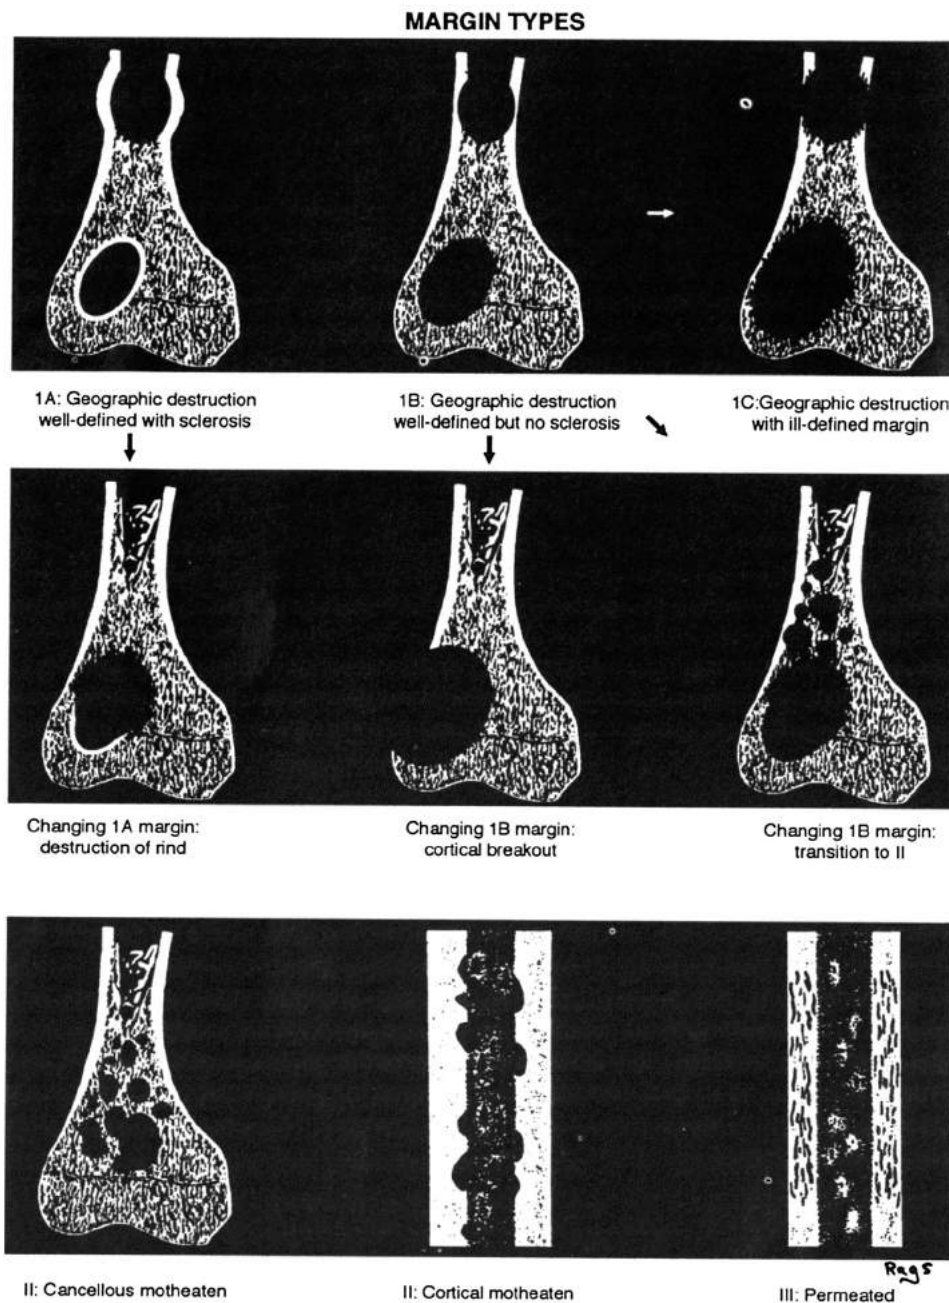 MARGIN TYPES
1A: Geographic destruction
well-defined with sclerosis
1B: Geographic destruction
well-defined but no sclerosis
1C:Geographic destruction
with ill-defined margin
Changing 1A margin:
destruction of rind
Changing 1B margin:
cortical breakout
Changing 1B margin:
transition to II
Rags
II: Cancellous motheaten
II: Cortical motheaten
III: Permeated